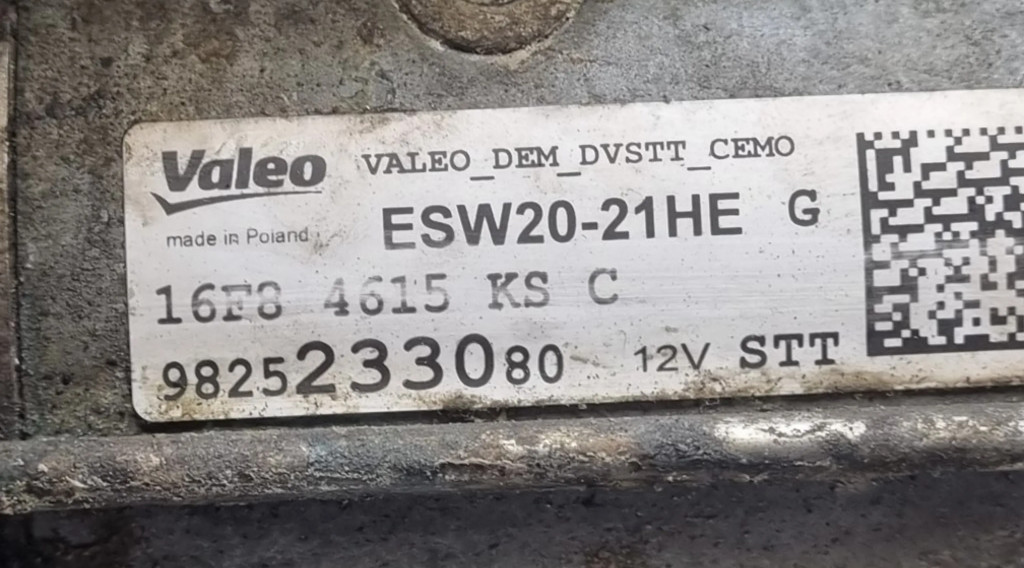 Valeo VALEO_DEM_DVSTT_CEMO
made in Poland ESW20-21HE G
16F8 4615 KS C
9825233080 12V STT